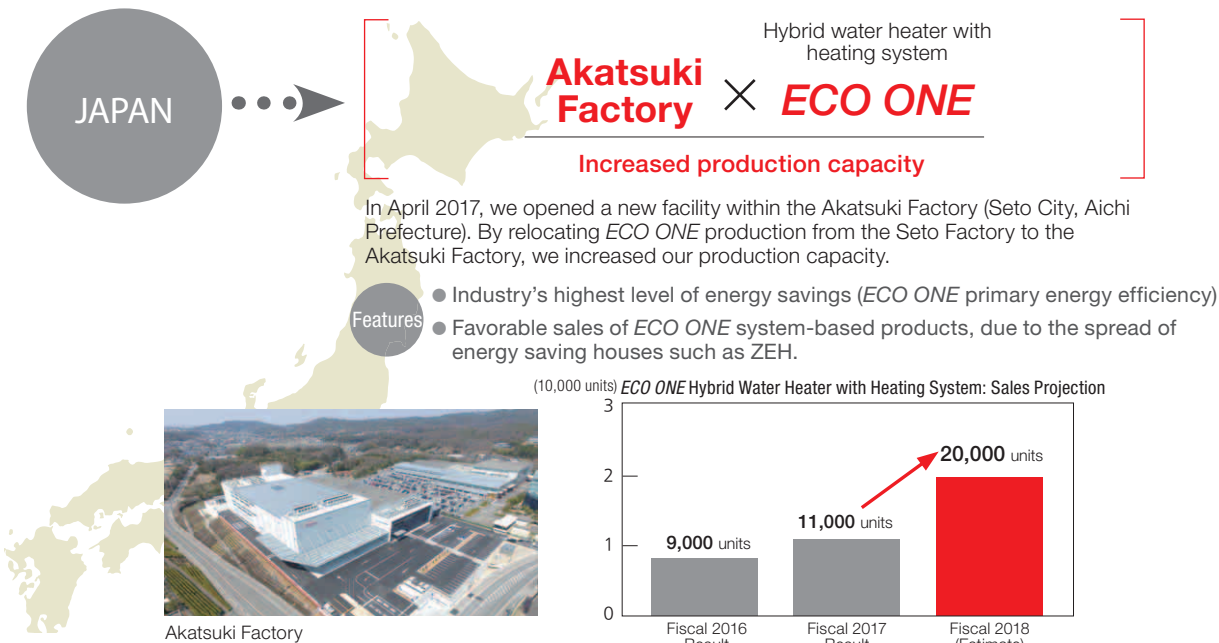 JAPAN
Hybrid water heater with
heating system
Akatsuki
Factory
× ECO ONE
Increased production capacity
In April 2017, we opened a new facility within the Akatsuki Factory (Seto City, Aichi
Prefecture). By relocating ECO ONE production from the Seto Factory to the
Akatsuki Factory, we increased our production capacity.
Features
● Industry's highest level of energy savings (ECO ONE primary energy efficiency)
● Favorable sales of ECO ONE system-based products, due to the spread of
energy saving houses such as ZEH.
(10,000 units) ECO ONE Hybrid Water Heater with Heating System: Sales Projection
3
2
1
0
9,000 units
11,000 units
20,000 units
Fiscal 2016
Result
Fiscal 2017
Result
Fiscal 2018
(Estimate)
Akatsuki Factory